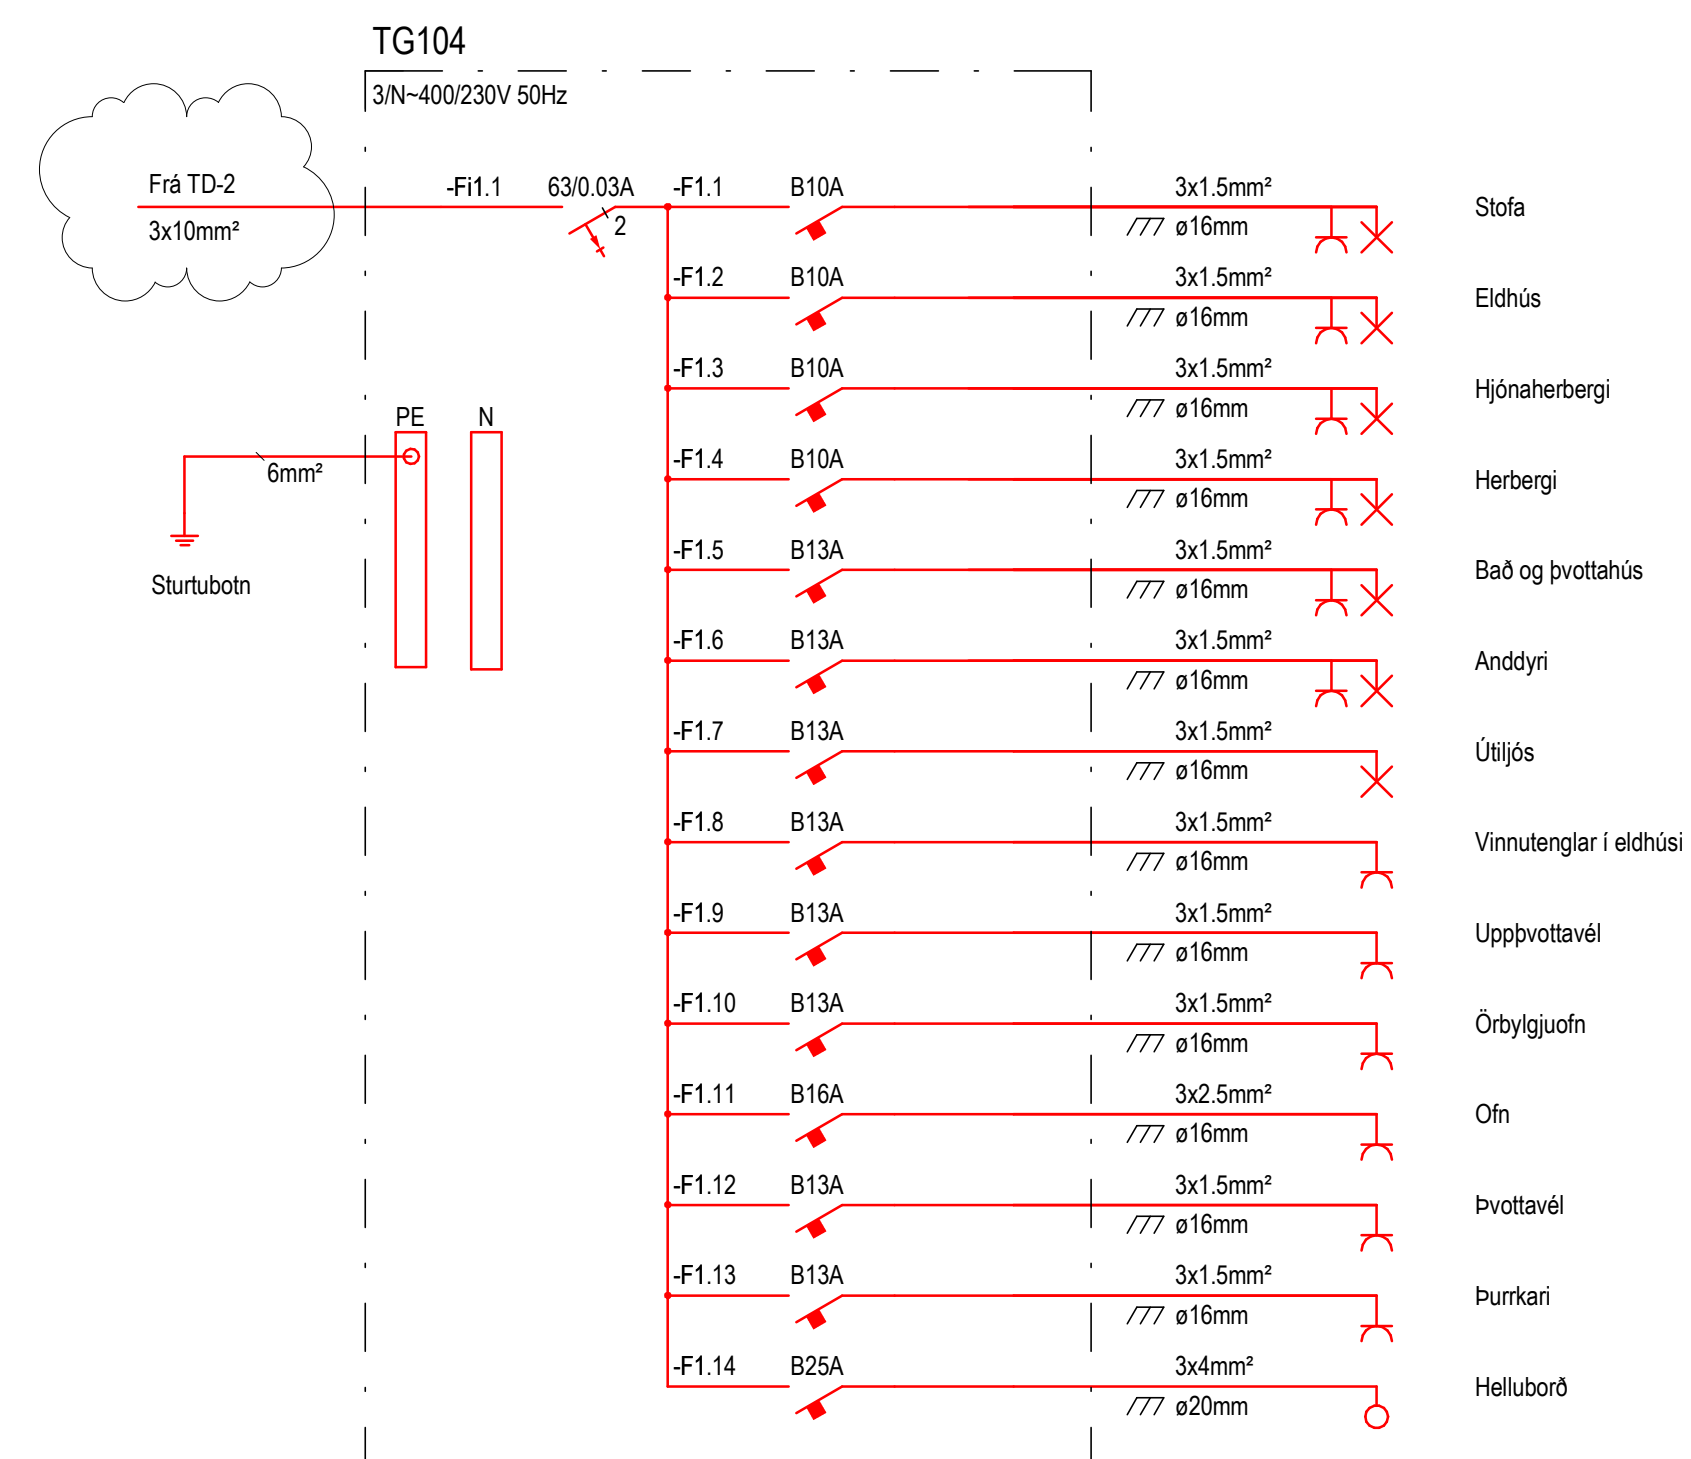 TG104
3/N~400/230V 50Hz
Frá TD-2
3x10mm²
-Fi1.1 63/0.03A
2
-F1.1 B10A 3x1.5mm²
ø16mm
Stofa
-F1.2 B10A 3x1.5mm²
ø16mm
Eldhús
-F1.3 B10A 3x1.5mm²
ø16mm
Hjónaherbergi
PE N
6mm²
Sturtubotn
-F1.4 B10A 3x1.5mm²
ø16mm
Herbergi
-F1.5 B13A 3x1.5mm²
ø16mm
Bað og þvottahús
-F1.6 B13A 3x1.5mm²
ø16mm
Anddyri
-F1.7 B13A 3x1.5mm²
ø16mm
Útiljós
-F1.8 B13A 3x1.5mm²
ø16mm
Vinnutenglar í eldhúsi
-F1.9 B13A 3x1.5mm²
ø16mm
Uppþvottavél
-F1.10 B13A 3x1.5mm²
ø16mm
Örbylgjuofn
-F1.11 B16A 3x2.5mm²
ø16mm
Ofn
-F1.12 B13A 3x1.5mm²
ø16mm
Þvottavél
-F1.13 B13A 3x1.5mm²
ø16mm
Þurrkari
-F1.14 B25A 3x4mm²
ø20mm
Helluborð